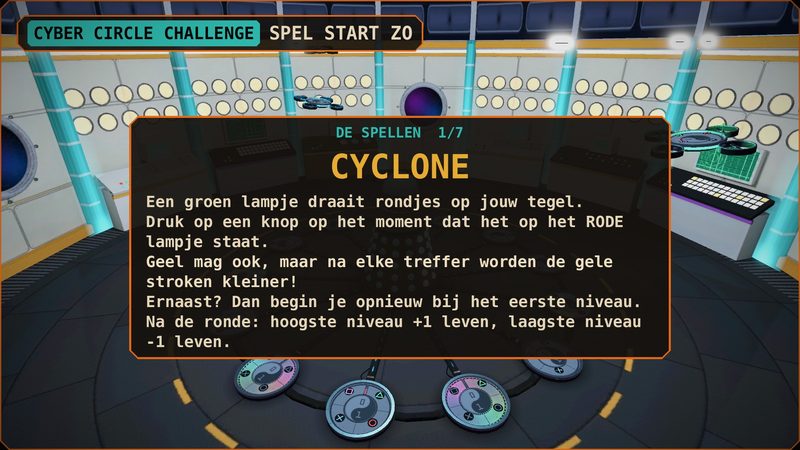 CYBER CIRCLE CHALLENGE SPEL START ZO
DE SPELLEN 1/7
CYCLONE
Een groen lampje draait rondjes op jouw tegel.
Druk op een knop op het moment dat het op het RODE
lampje staat.
Geel mag ook, maar na elke treffer worden de gele
stroken kleiner!
Ernaast? Dan begin je opnieuw bij het eerste niveau.
Na de ronde: hoogste niveau +1 leven, laagste niveau
-1 leven.